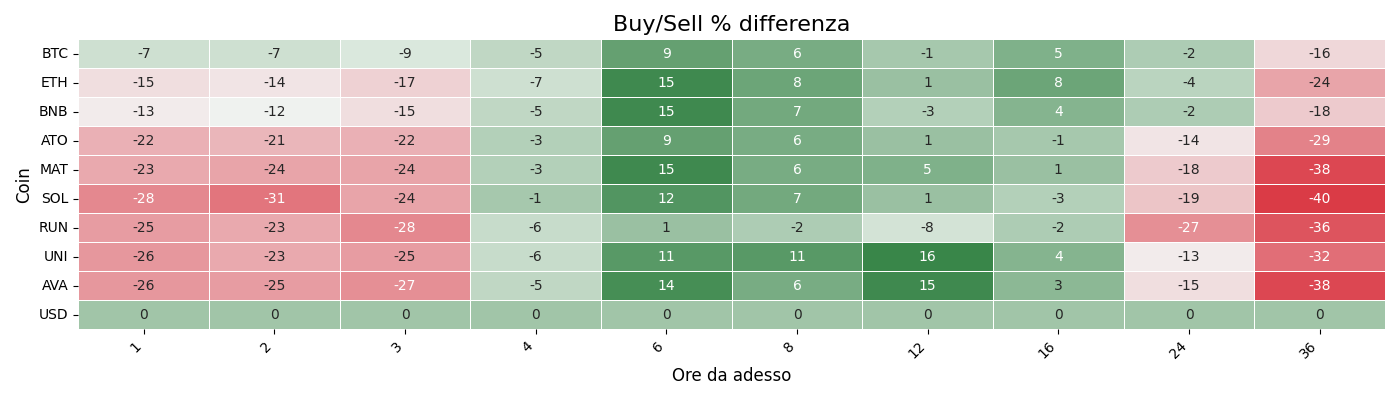 Buy/Sell % differenza
BTC -7 -7 -9 -5 9 6 -1 5 -2 -16
ETH -15 -14 -17 -7 15 8 1 8 -4 -24
BNB -13 -12 -15 -5 15 7 -3 4 -2 -18
ATO -22 -21 -22 -3 9 6 1 -1 -14 -29
MAT -23 -24 -24 -3 15 6 5 1 -18 -38
SOL -28 -31 -24 -1 12 7 1 -3 -19 -40
RUN -25 -23 -28 -6 1 -2 -8 -2 -27 -36
UNI -26 -23 -25 -6 11 11 16 4 -13 -32
AVA -26 -25 -27 -5 14 6 15 3 -15 -38
USD 0 0 0 0 0 0 0 0 0 0
Coin
1 2 3 4 6 8 12 16 24 36
Ore da adesso